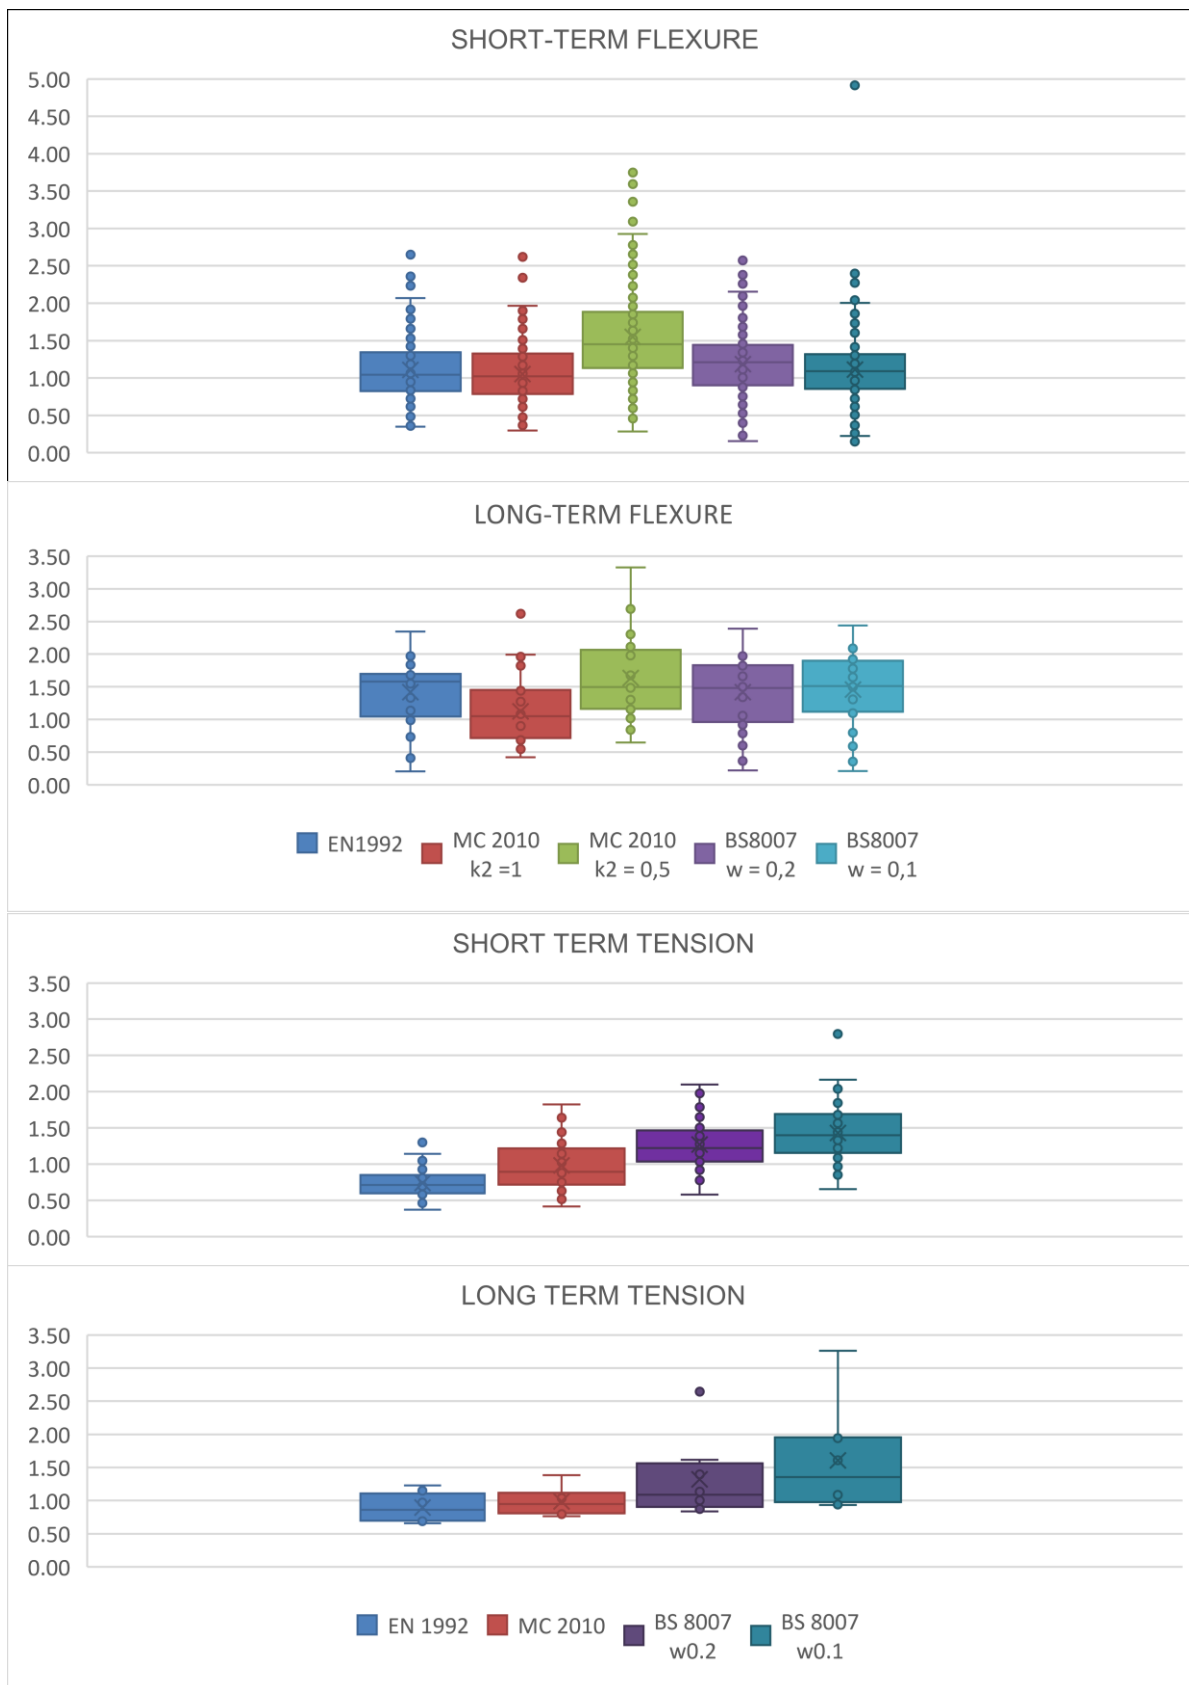 SHORT-TERM FLEXURE
5.00
4.50
4.00
3.50
3.00
2.50
2.00
1.50
1.00
0.50
0.00
LONG-TERM FLEXURE
3.50
3.00
2.50
2.00
1.50
1.00
0.50
0.00
EN1992
MC 2010
k2 =1
MC 2010
k2 = 0,5
BS8007
w = 0,2
BS8007
w = 0,1
SHORT TERM TENSION
3.50
3.00
2.50
2.00
1.50
1.00
0.50
0.00
LONG TERM TENSION
3.50
3.00
2.50
2.00
1.50
1.00
0.50
0.00
EN 1992
MC 2010
BS 8007
w0.2
BS 8007
w0.1